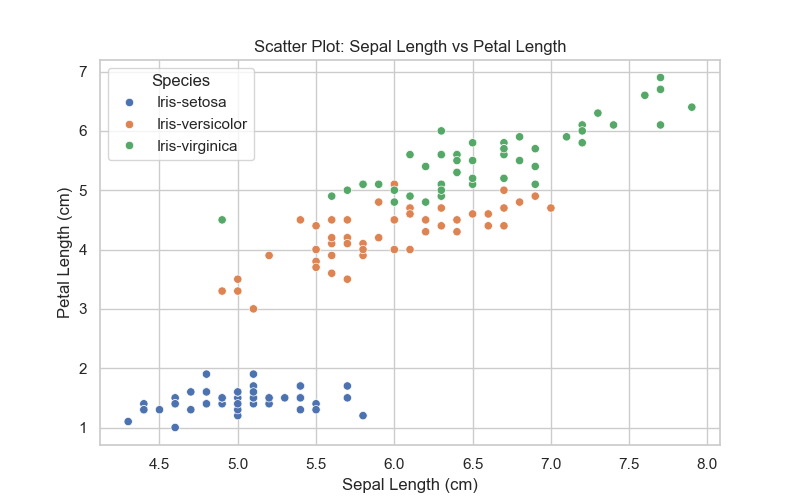 Scatter Plot: Sepal Length vs Petal Length
Species
Iris-setosa
Iris-versicolor
Iris-virginica
Petal Length (cm)
7
6
5
4
3
2
1
4.5 5.0 5.5 6.0 6.5 7.0 7.5 8.0
Sepal Length (cm)